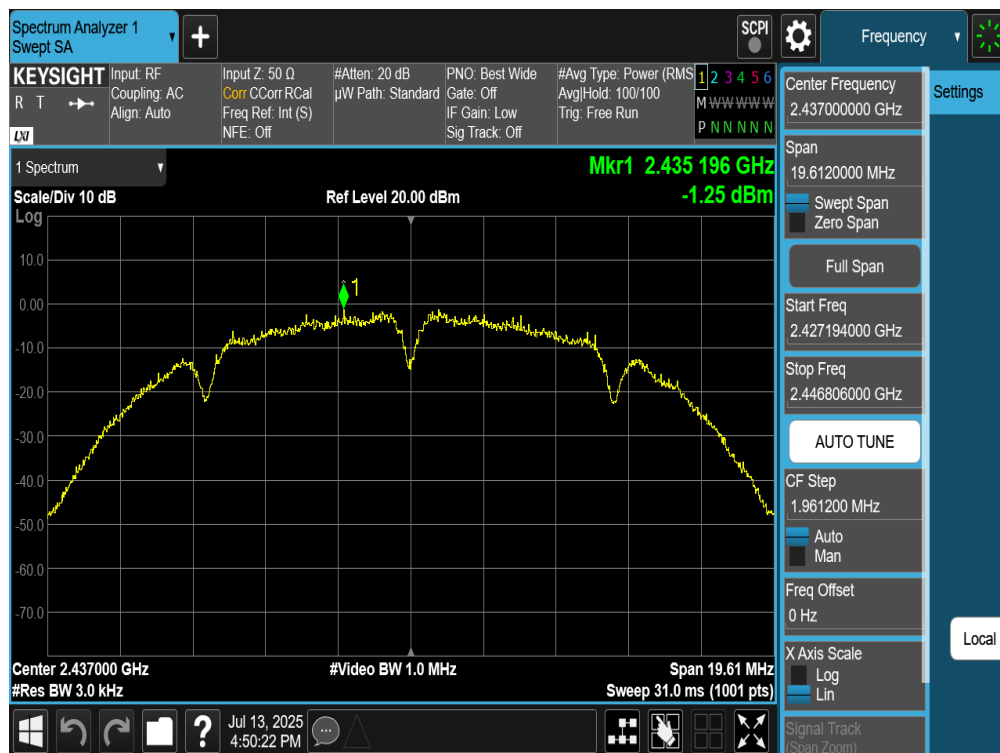 Spectrum Analyzer 1
Swept SA
+
SCPI
Frequency
KEYSIGHT
R T
LXI
Input: RF
Coupling: AC
Align: Auto
Input Z: 50 Ω
Corr CCorr RCal
Freq Ref: Int (S)
NFE: Off
#Atten: 20 dB
µW Path: Standard
PNO: Best Wide
Gate: Off
IF Gain: Low
Sig Track: Off
#Avg Type: Power (RMS
Avg|Hold: 100/100
Trig: Free Run
1 2 3 4 5 6
M W W W W W
P N N N N N
1 Spectrum
Scale/Div 10 dB
Log
Ref Level 20.00 dBm
Mkr1 2.435 196 GHz
-1.25 dBm
1
10.0
0.00
-10.0
-20.0
-30.0
-40.0
-50.0
-60.0
-70.0
Center 2.437000 GHz
#Res BW 3.0 kHz
#Video BW 1.0 MHz
Span 19.61 MHz
Sweep 31.0 ms (1001 pts)
Settings
Center Frequency
2.437000000 GHz
Span
19.6120000 MHz
Swept Span
Zero Span
Full Span
Start Freq
2.427194000 GHz
Stop Freq
2.446806000 GHz
AUTO TUNE
CF Step
1.961200 MHz
Auto
Man
Freq Offset
0 Hz
X Axis Scale
Log
Lin
Signal Track
(Span Zoom)
Local
?
Jul 13, 2025
4:50:22 PM